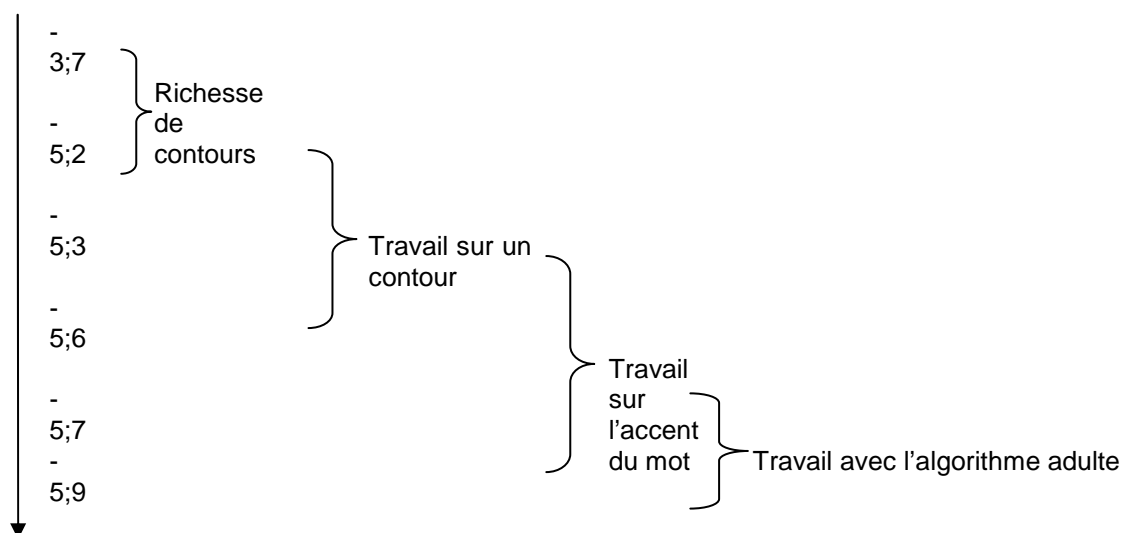 -
3;7
Richesse
de
contours
-
5;2
-
5;3
Travail sur un
contour
-
5;6
Travail
sur
l'accent
du mot
-
5;7
-
5;9
Travail avec l'algorithme adulte